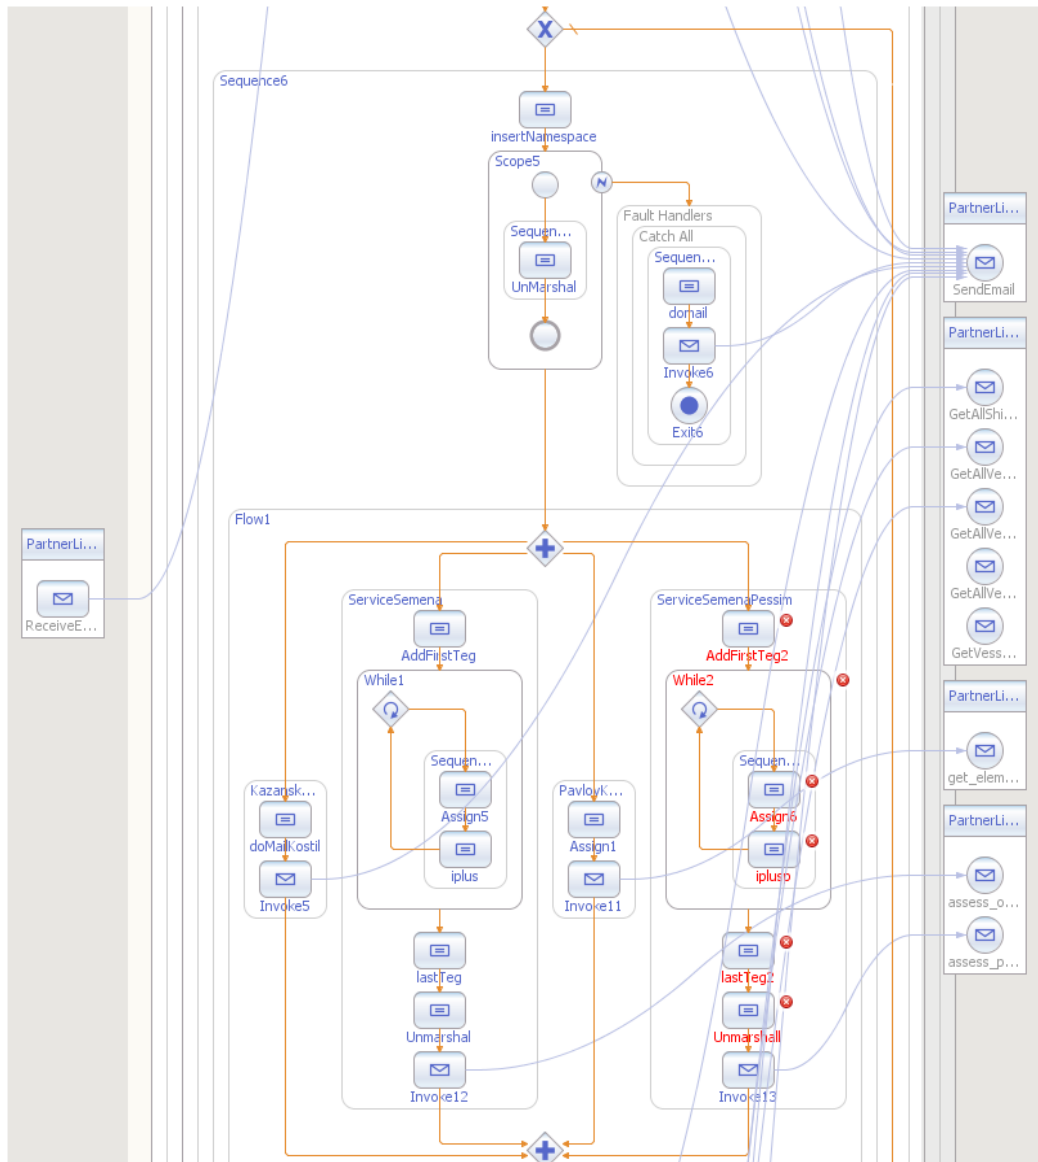 Sequence6
insertNamespace
Scope5
Sequen...
UnMarshal
Fault Handlers
Catch All
Sequen...
domail
Invoke6
Exit6
PartnerLi...
SendEmail
PartnerLi...
GetAllShi...
GetAllVe...
GetAllVe...
GetAllVe...
GetVess...
PartnerLi...
get_elem...
PartnerLi...
assess_o...
assess_p...
PartnerLi...
ReceiveE...
Flow1
ServiceSemena
AddFirstTeg
While1
Sequen...
Assign5
iplus
lastTeg
Unmarshal
Invoke12
Kazansk...
doMailKostil
Invoke5
PavlovK...
Assign1
Invoke11
ServiceSemenaPessim
AddFirstTeg2
While2
Sequen...
Assign6
iplusp
lastTeg2
Unmarshall
Invoke13